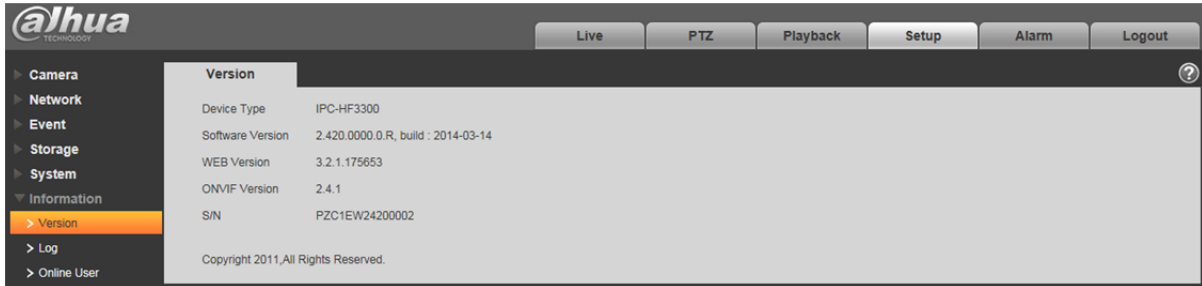 alhua
TECHNOLOGY
Live PTZ Playback Setup Alarm Logout
Camera
Network
Event
Storage
System
Information
> Version
> Log
> Online User
Version
?
Device Type IPC-HF3300
Software Version 2.420.0000.0.R, build : 2014-03-14
WEB Version 3.2.1.175653
ONVIF Version 2.4.1
S/N PZC1EW24200002
Copyright 2011,All Rights Reserved.